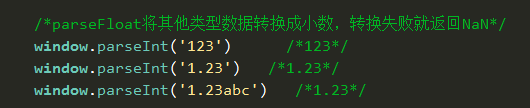 /*parseFloat将其他类型数据转换成小数，转换失败就返回NaN*/
window.parseInt('123') /*123*/
window.parseInt('1.23') /*1.23*/
window.parseInt('1.23abc') /*1.23*/